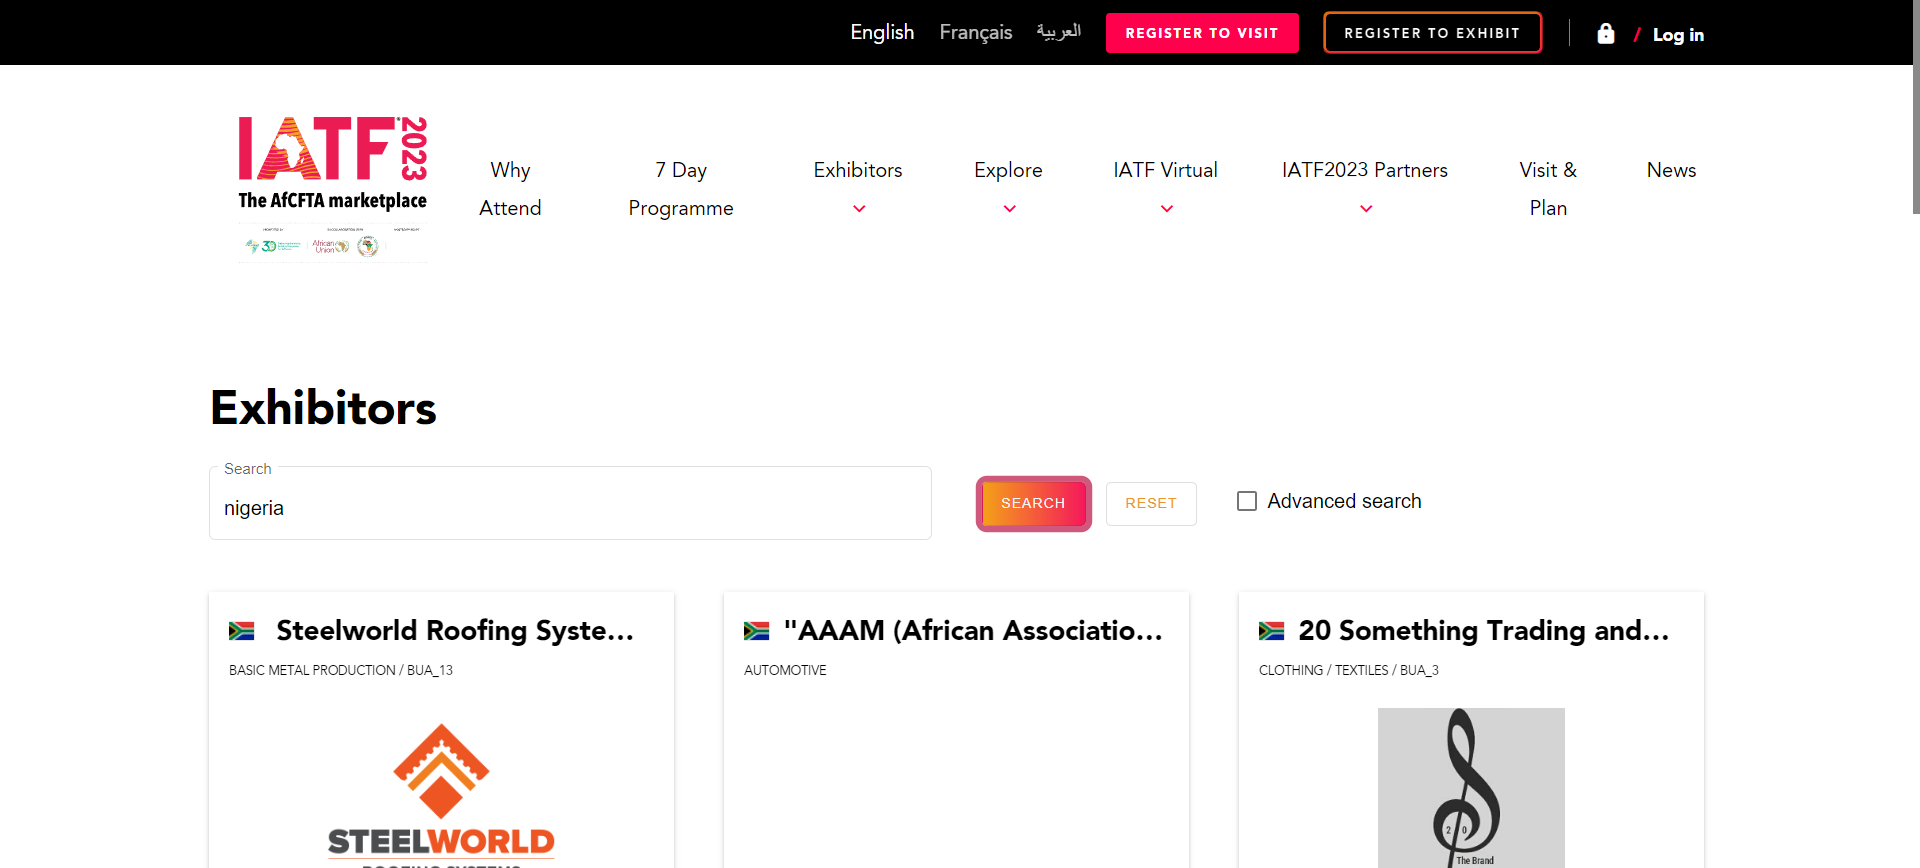 English Français العربية REGISTER TO VISIT REGISTER TO EXHIBIT / Log in
IATF 2023
The AfCFTA marketplace
African Union
Why Attend
7 Day Programme
Exhibitors
Explore
IATF Virtual
IATF2023 Partners
Visit & Plan
News
Exhibitors
Search
nigeria
SEARCH RESET Advanced search
Steelworld Roofing Syste...
BASIC METAL PRODUCTION / BUA_13
STEELWORLD
"AAAM (African Associatio...
AUTOMOTIVE
20 Something Trading and...
CLOTHING / TEXTILES / BUA_3
2 0
The Brand